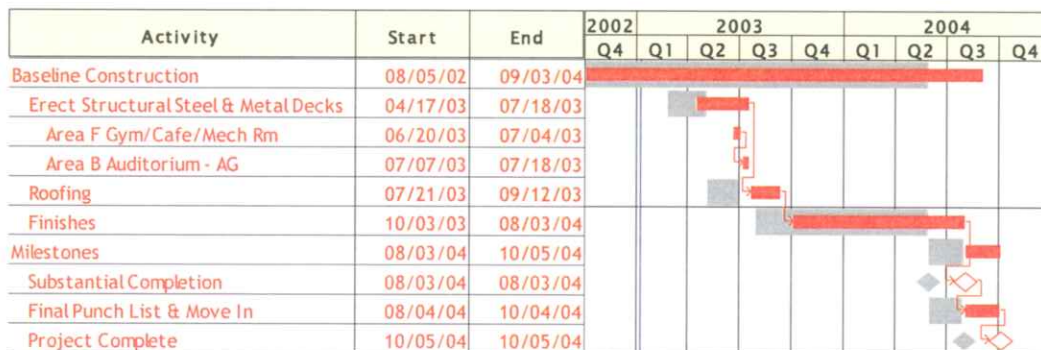 Activity Start End 2002 2003 2004
Q4 Q1 Q2 Q3 Q4 Q1 Q2 Q3 Q4
Baseline Construction 08/05/02 09/03/04
Erect Structural Steel & Metal Decks 04/17/03 07/18/03
Area F Gym/Cafe/Mech Rm 06/20/03 07/04/03
Area B Auditorium - AG 07/07/03 07/18/03
Roofing 07/21/03 09/12/03
Finishes 10/03/03 08/03/04
Milestones 08/03/04 10/05/04
Substantial Completion 08/03/04 08/03/04
Final Punch List & Move In 08/04/04 10/04/04
Project Complete 10/05/04 10/05/04